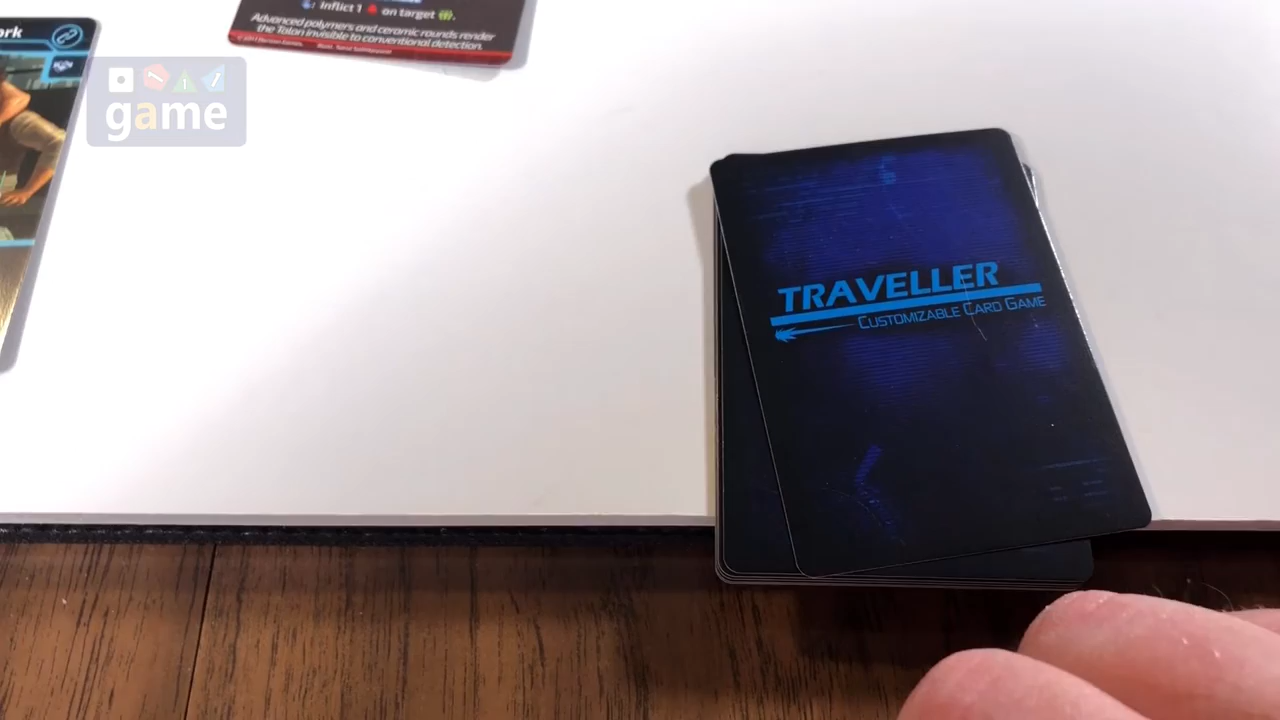 : Inflict 1 on target .
Advanced polymers and ceramic rounds render
the Talon invisible to conventional detection.
ork
game
TRAVELLER
CUSTOMIZABLE CARD GAME